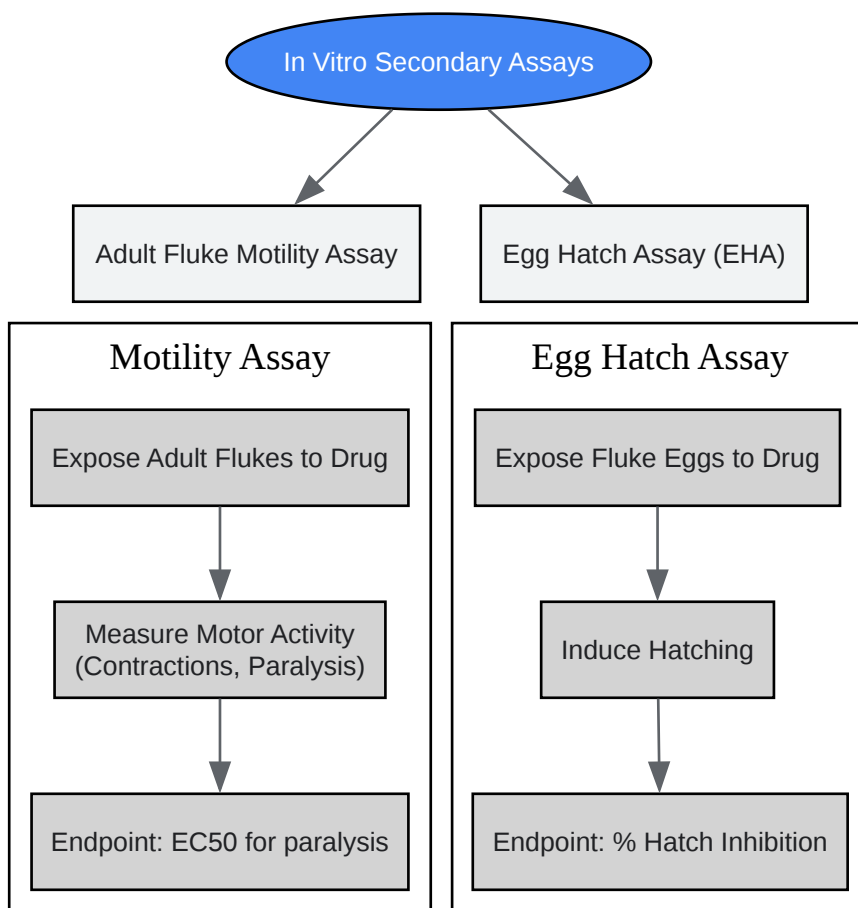 In Vitro Secondary Assays
Adult Fluke Motility Assay
Egg Hatch Assay (EHA)
Motility Assay
Expose Adult Flukes to Drug
Measure Motor Activity
(Contractions, Paralysis)
Endpoint: EC50 for paralysis
Egg Hatch Assay
Expose Fluke Eggs to Drug
Induce Hatching
Endpoint: % Hatch Inhibition